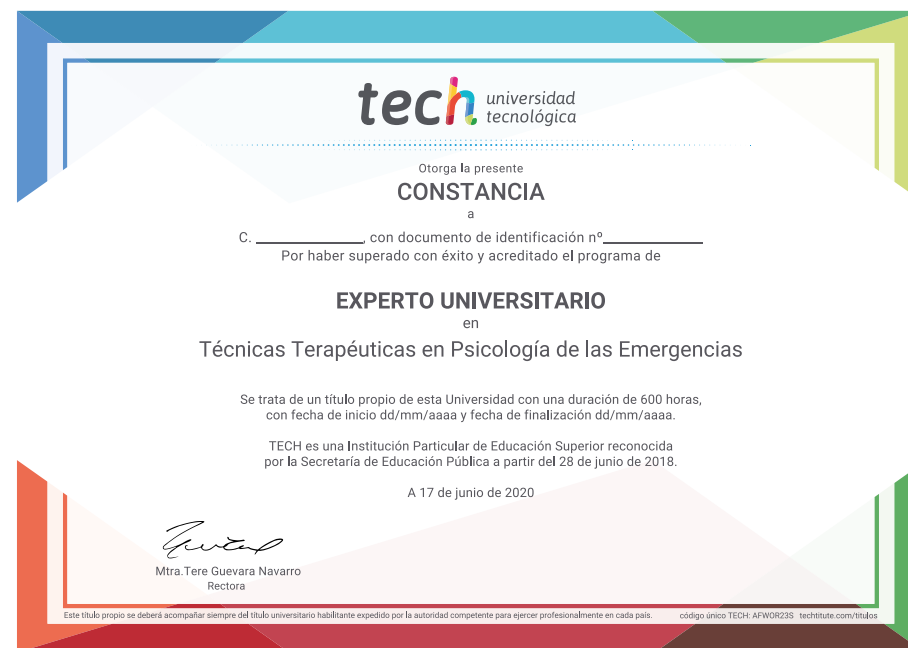 tech universidad
tecnológica
Otorga la presente
CONSTANCIA
a
C. ____________, con documento de identificación nº____________
Por haber superado con éxito y acreditado el programa de
EXPERTO UNIVERSITARIO
en
Técnicas Terapéuticas en Psicología de las Emergencias
Se trata de un título propio de esta Universidad con una duración de 600 horas,
con fecha de inicio dd/mm/aaaa y fecha de finalización dd/mm/aaaa.
TECH es una Institución Particular de Educación Superior reconocida
por la Secretaría de Educación Pública a partir del 28 de junio de 2018.
A 17 de junio de 2020
Mtra.Tere Guevara Navarro
Rectora
Este título propio se deberá acompañar siempre del título universitario habilitante expedido por la autoridad competente para ejercer profesionalmente en cada país. código único TECH: AFWOR23S techtitute.com/titulos